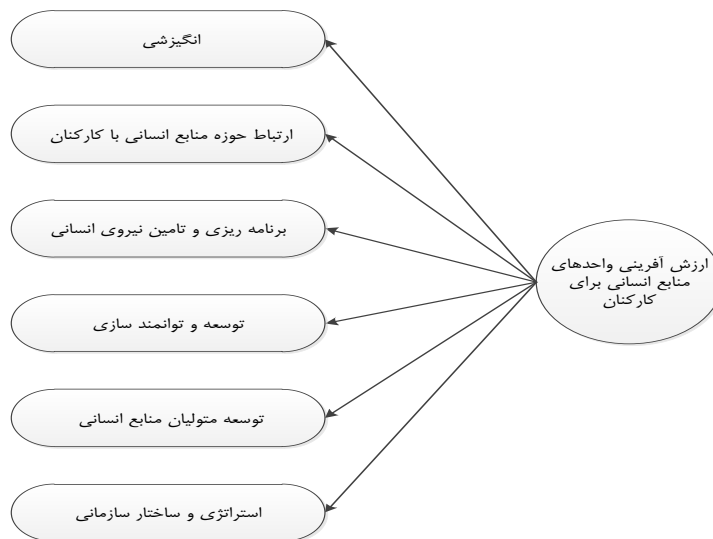 انگیزشی
ارتباط حوزه منابع انسانی با کارکنان
برنامه ریزی و تامین نیروی انسانی
توسعه و توانمند سازی
توسعه متولیان منابع انسانی
استراتژی و ساختار سازمانی
ارزش آفرینی واحدهای
منابع انسانی برای
کارکنان